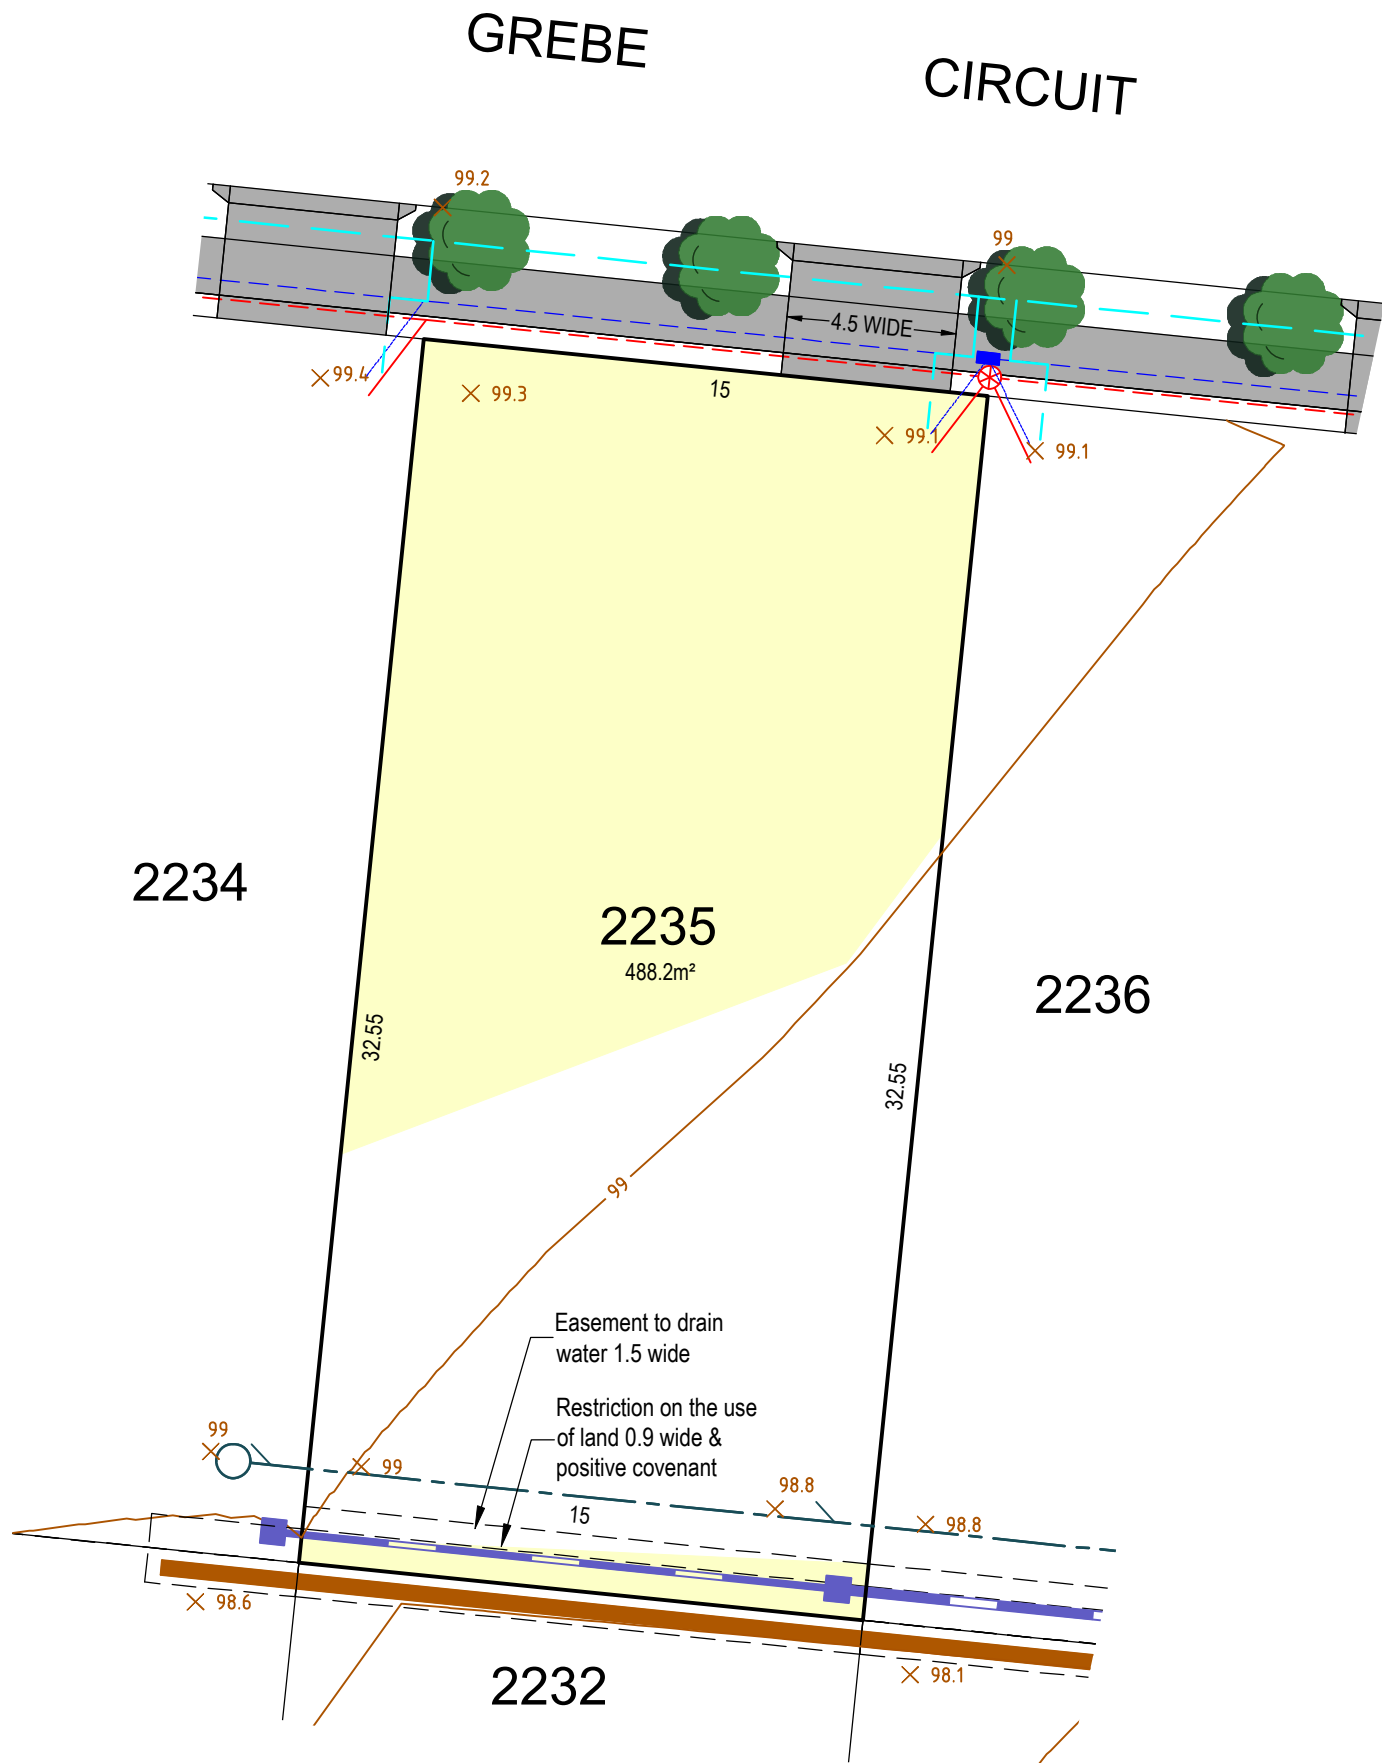 GREBE
CIRCUIT
99.2
99
4.5 WIDE
99.4
99.3
15
99.1
99.1
2234
2235
488.2m²
2236
32.55
32.55
99
Easement to drain
water 1.5 wide
Restriction on the use
of land 0.9 wide &
positive covenant
99
99
98.8
15
98.8
98.6
98.1
2232